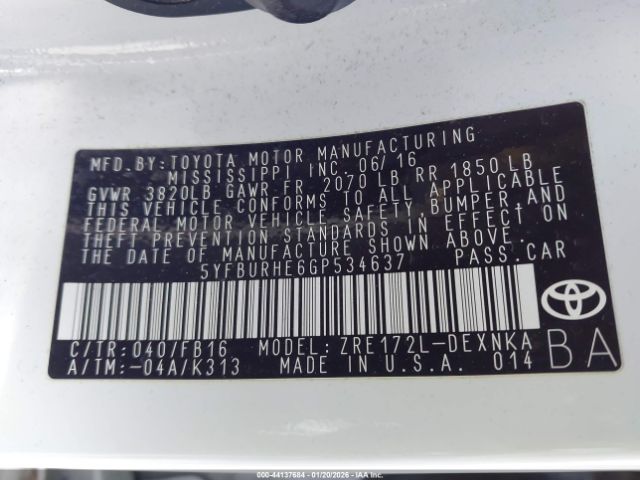 MFD.BY:TOYOTA MOTOR MANUFACTURING
MISSISSIPPI INC. 06/16
GVWR 3820LB GAWR FR 2070 LB RR 1850 LB
THIS VEHICLE CONFORMS TO ALL APPLICABLE
FEDERAL MOTOR VEHICLE SAFETY,BUMPER,AND
THEFT PREVENTION STANDARDS IN EFFECT ON
THE DATE OF MANUFACTURE SHOWN ABOVE.
5YFBURHE6GP534637 PASS.CAR
C/TR:040/FB16 MODEL:ZRE172L-DEXNKA
A/TM:-04A/K313 MADE IN U.S.A. 014
BA
000-44137684 - 01/20/2026 - IAAI.COM